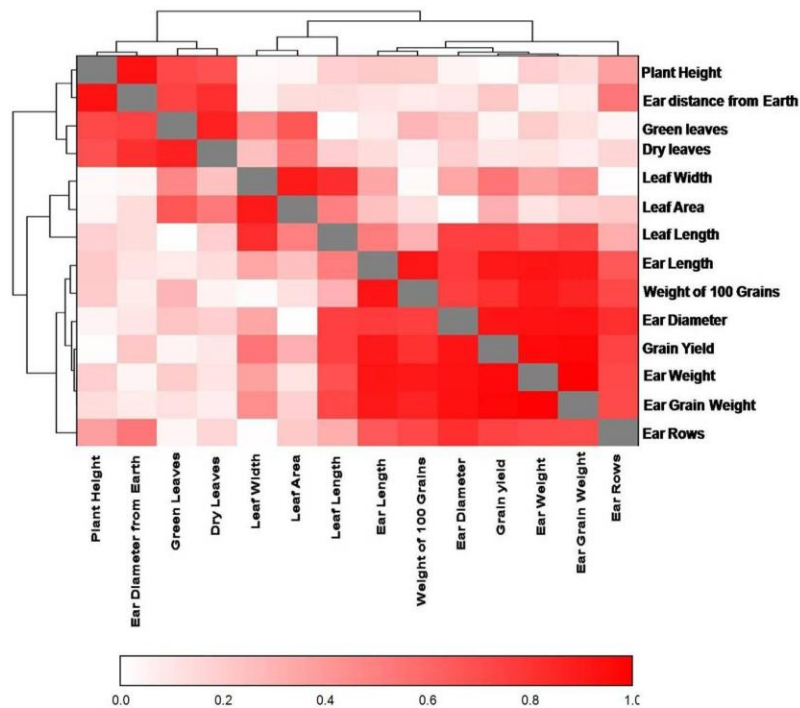 Plant Height
Ear distance from Earth
Green leaves
Dry leaves
Leaf Width
Leaf Area
Leaf Length
Ear Length
Weight of 100 Grains
Ear Diameter
Grain Yield
Ear Weight
Ear Grain Weight
Ear Rows
Plant Height
Ear Diameter from Earth
Green Leaves
Dry Leaves
Leaf Width
Leaf Area
Leaf Length
Ear Length
Weight of 100 Grains
Ear Diameter
Grain yield
Ear Weight
Ear Grain Weight
Ear Rows
0.0 0.2 0.4 0.6 0.8